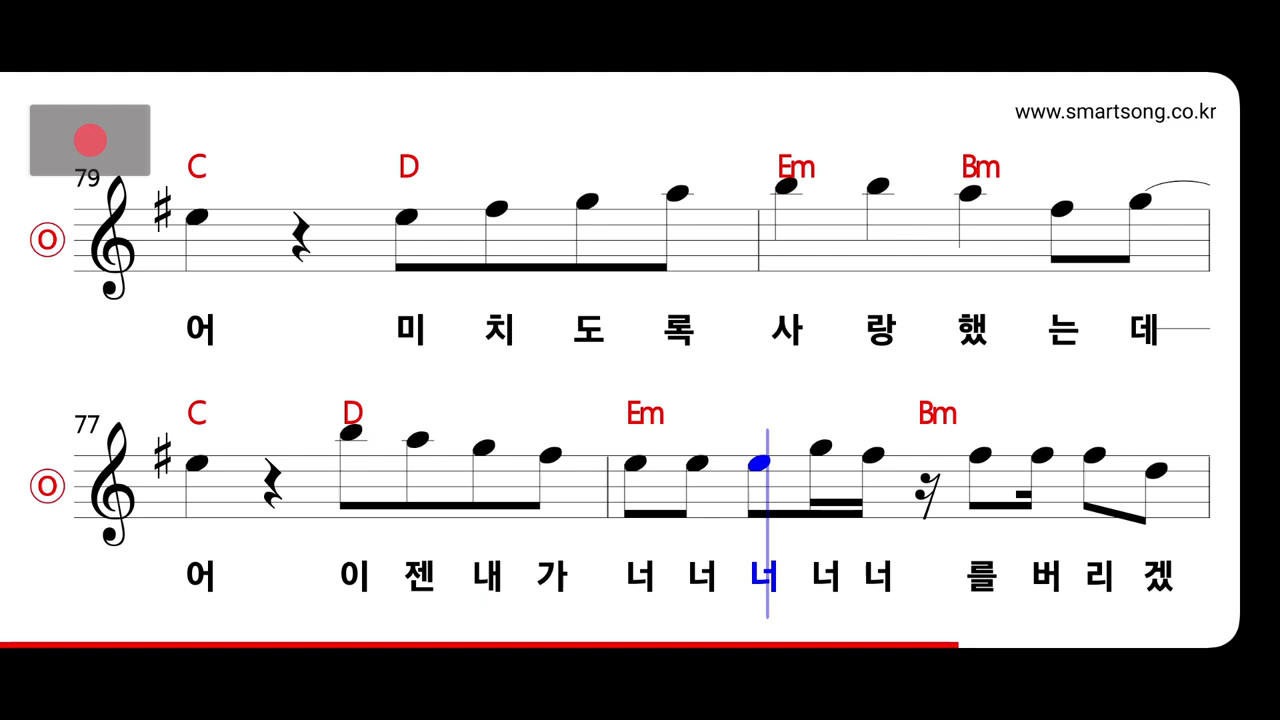 www.smartsong.co.kr
79 C D Em Bm
O
어 미 치 도 록 사 랑 했 는 데
77 C D Em Bm
O
어 이 젠 내 가 너 너 너 너 너 를 버 리 겠